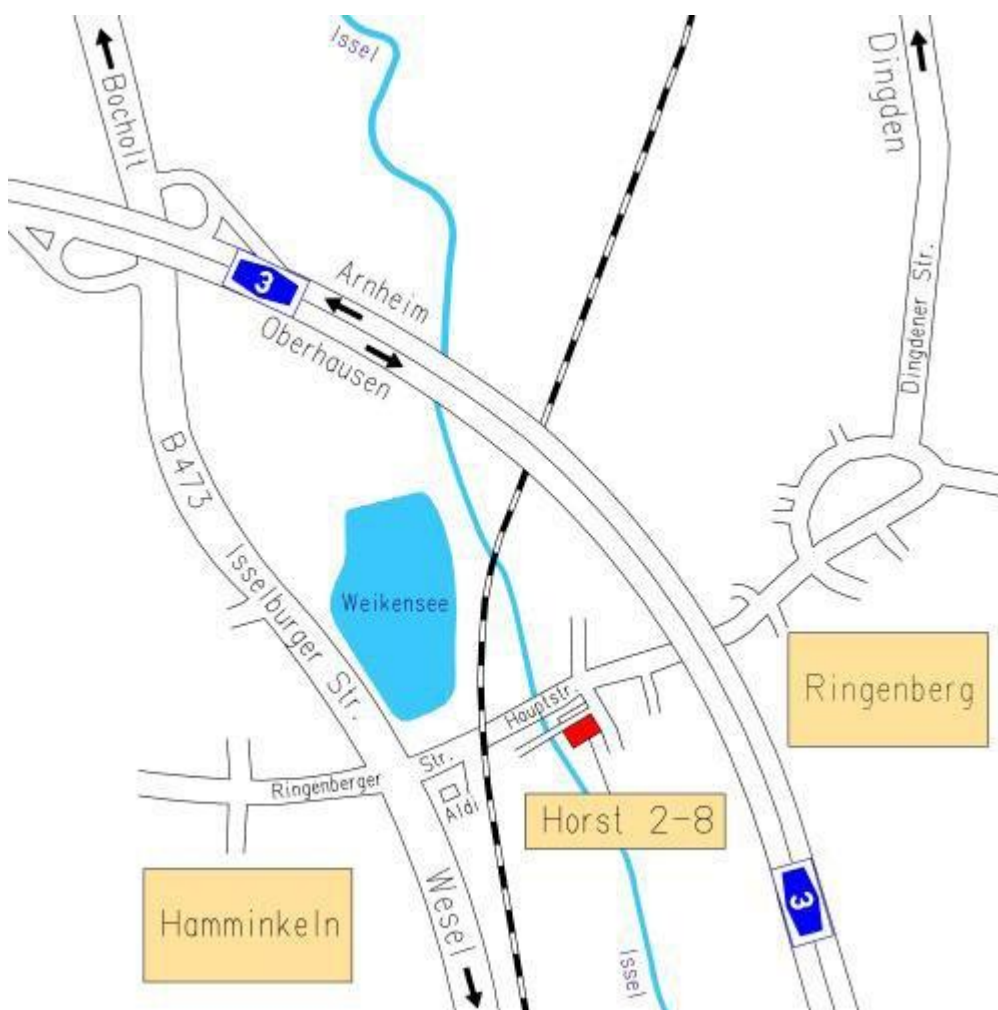 Issel
Bocholt
Dingden
3
Arnheim
Oberhausen
Dingdener Str.
B 473
Isselburger Str.
Weikensee
Ringenberg
Hauptstr.
Ringenberger
Str.
Aldi
Horst 2-8
Wesel
3
Hamminkeln
Issel